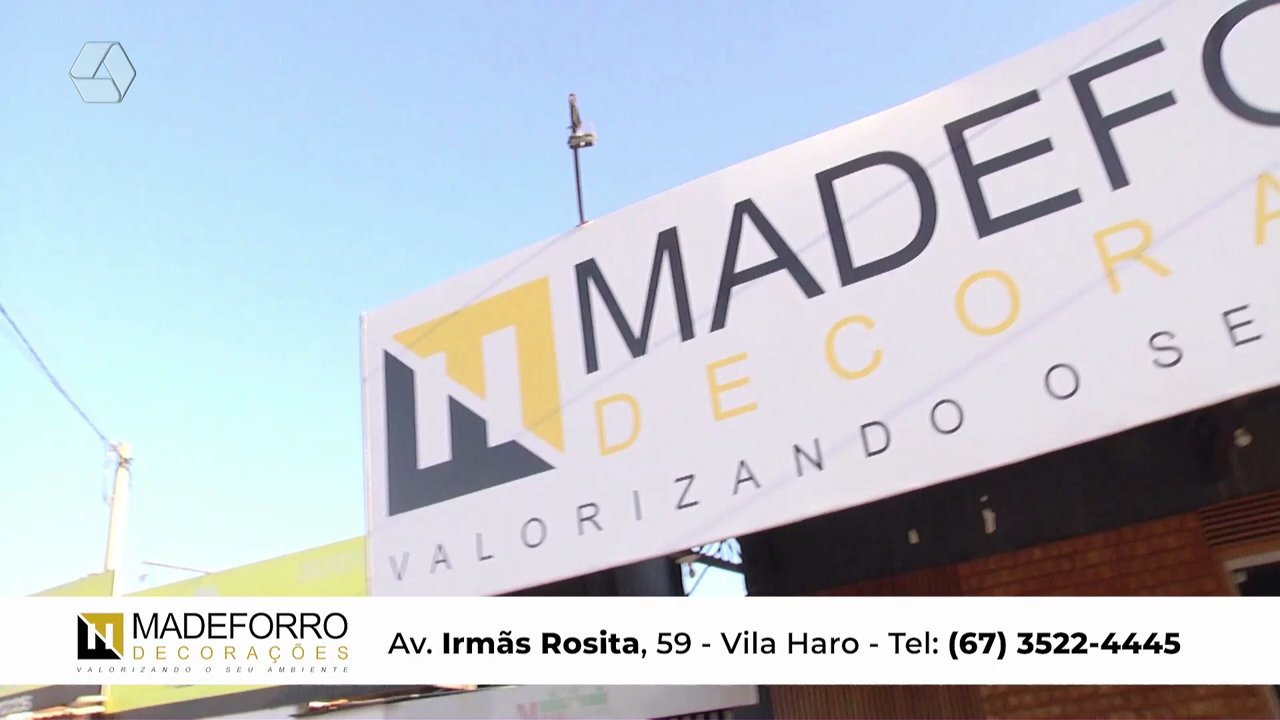 MADEFO
DECORA
VALORIZANDO O SE
MADEFORRO
DECORAÇÕES
VALORIZANDO O SEU AMBIENTE
Av. Irmãs Rosita, 59 - Vila Haro - Tel: (67) 3522-4445